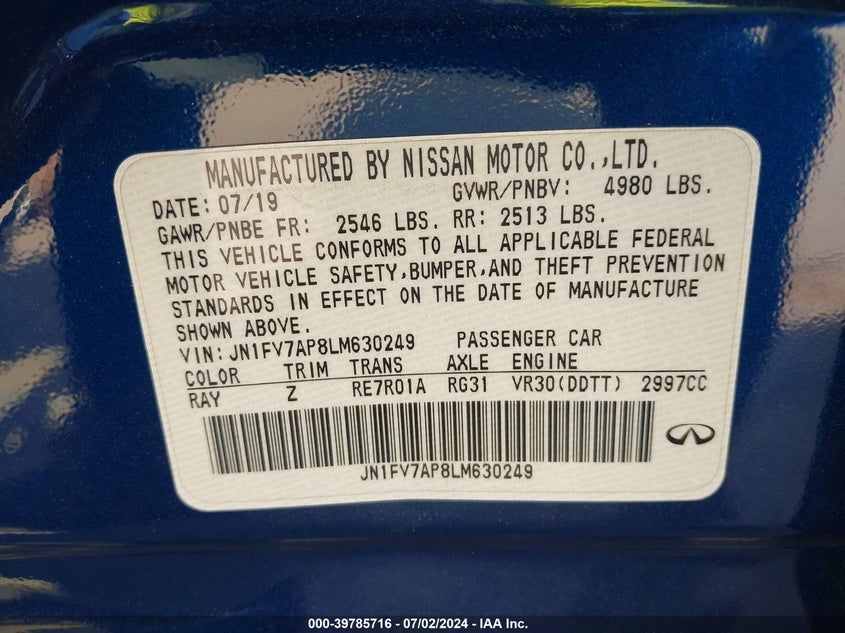 MANUFACTURED BY NISSAN MOTOR CO.,LTD.
DATE: 07/19 GVWR/PNBV: 4980 LBS.
GAWR/PNBE FR: 2546 LBS. RR: 2513 LBS.
THIS VEHICLE CONFORMS TO ALL APPLICABLE FEDERAL
MOTOR VEHICLE SAFETY,BUMPER,AND THEFT PREVENTION
STANDARDS IN EFFECT ON THE DATE OF MANUFACTURE
SHOWN ABOVE.
VIN: JN1FV7AP8LM630249 PASSENGER CAR
COLOR TRIM TRANS AXLE ENGINE
RAY Z RE7R01A RG31 VR30(DDTT) 2997CC
JN1FV7AP8LM630249
000-39785716 - 07/02/2024 - IAA Inc.